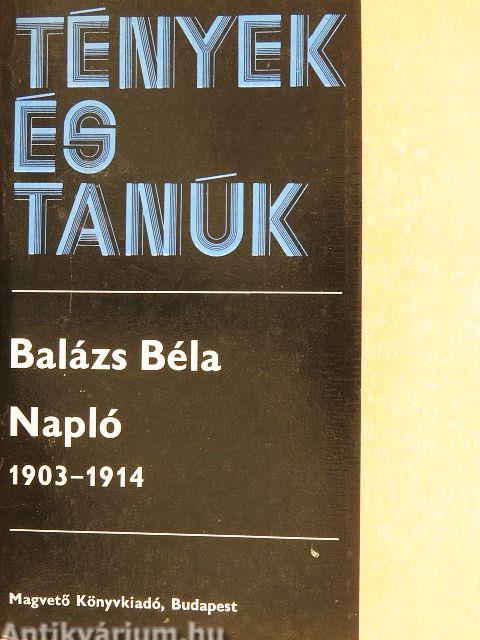 TÉNYEK
ÉS
TANÚK
Balázs Béla
Napló
1903–1914
Magvető Könyvkiadó, Budapest
Antikvárium.hu